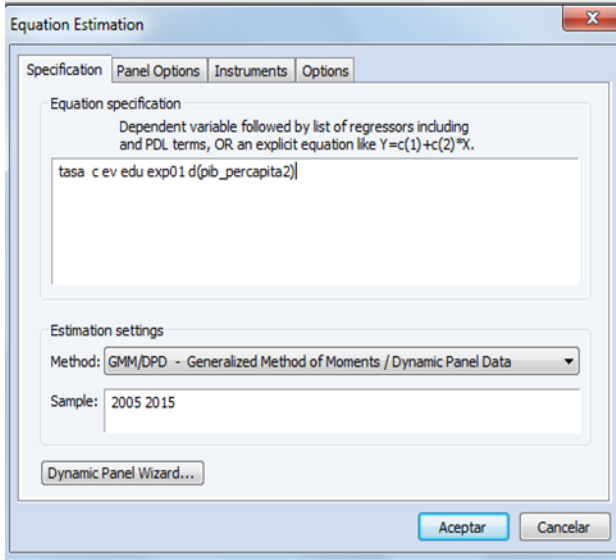 Equation Estimation
Specification Panel Options Instruments Options
Equation specification
Dependent variable followed by list of regressors including
and PDL terms, OR an explicit equation like Y=c(1)+c(2)*X.
tasa c ev edu exp01 d(pib_percapita2)
Estimation settings
Method: GMM/DPD - Generalized Method of Moments / Dynamic Panel Data
Sample: 2005 2015
Dynamic Panel Wizard...
Aceptar Cancelar